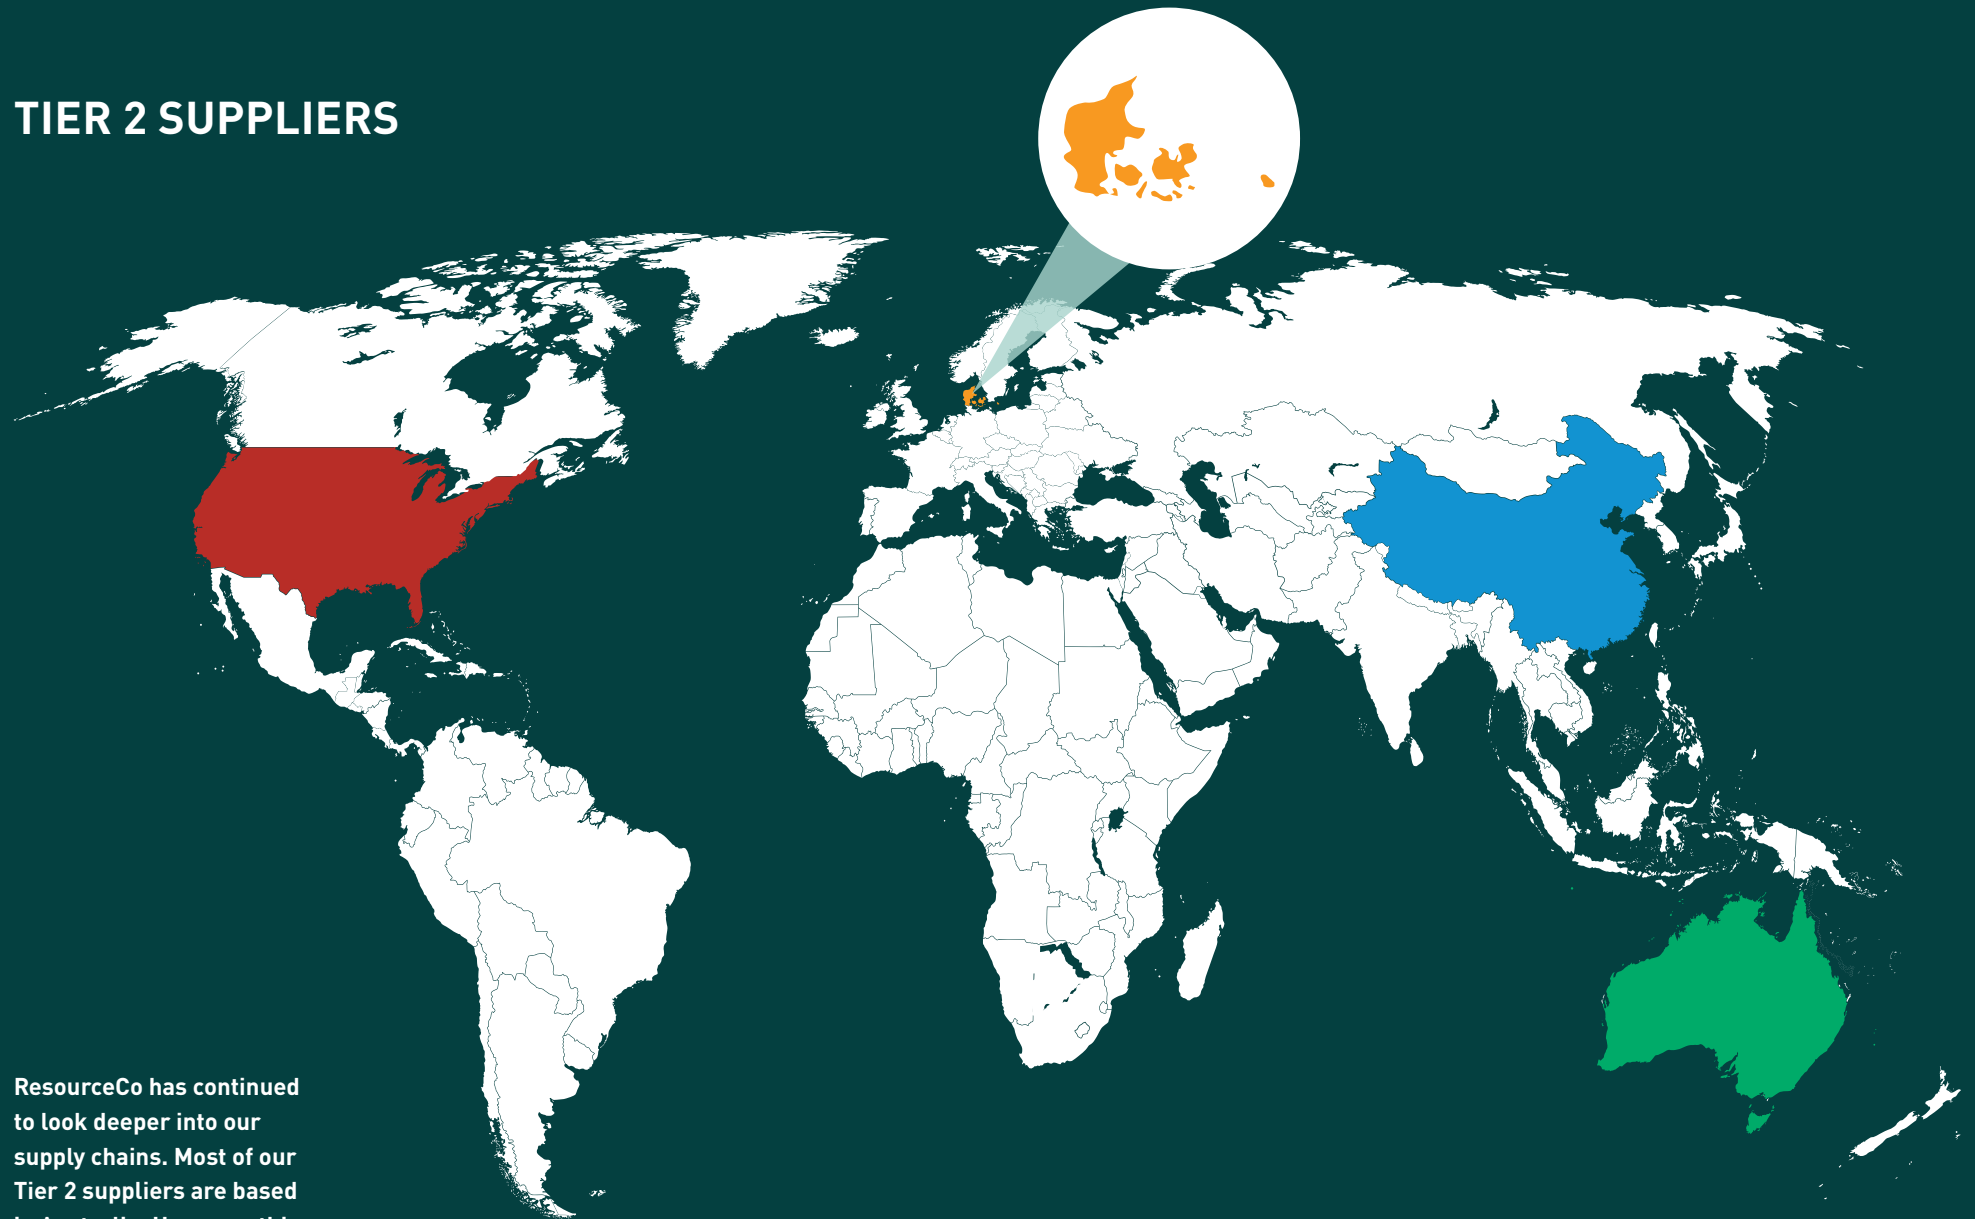 TIER 2 SUPPLIERS
ResourceCo has continued
to look deeper into our
supply chains. Most of our
Tier 2 suppliers are based